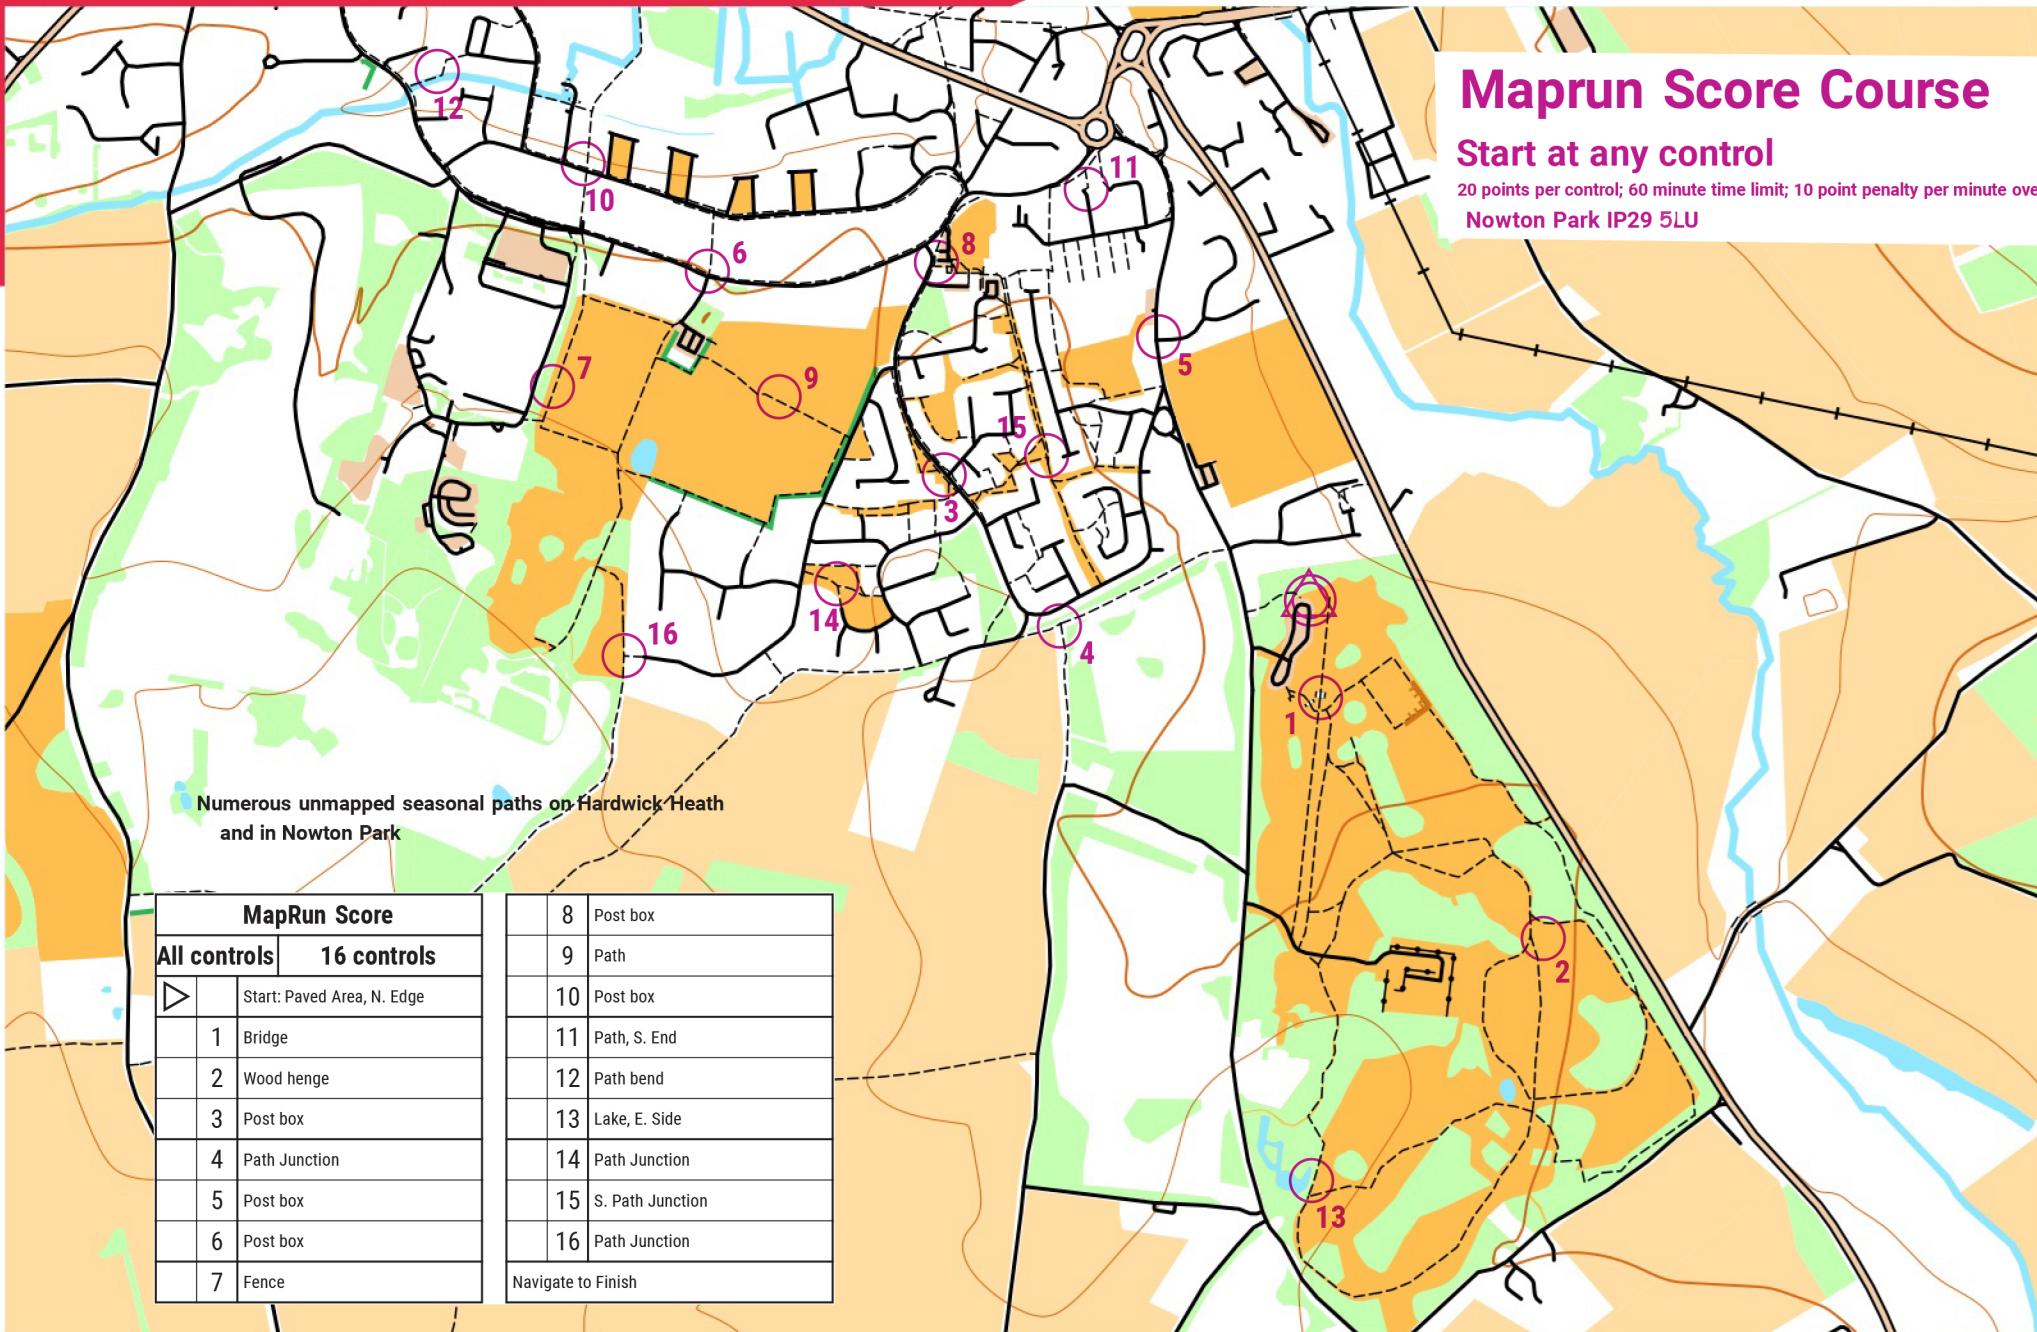 Maprun Score Course
Start at any control
20 points per control; 60 minute time limit; 10 point penalty per minute ove
Nowton Park IP29 5LU
12
10
11
6
8
7
9
5
15
3
14
16
4
1
2
13
Numerous unmapped seasonal paths on Hardwick Heath
and in Nowton Park
MapRun Score
All controls 16 controls
Start: Paved Area, N. Edge
1 Bridge
2 Wood henge
3 Post box
4 Path Junction
5 Post box
6 Post box
7 Fence
8 Post box
9 Path
10 Post box
11 Path, S. End
12 Path bend
13 Lake, E. Side
14 Path Junction
15 S. Path Junction
16 Path Junction
Navigate to Finish